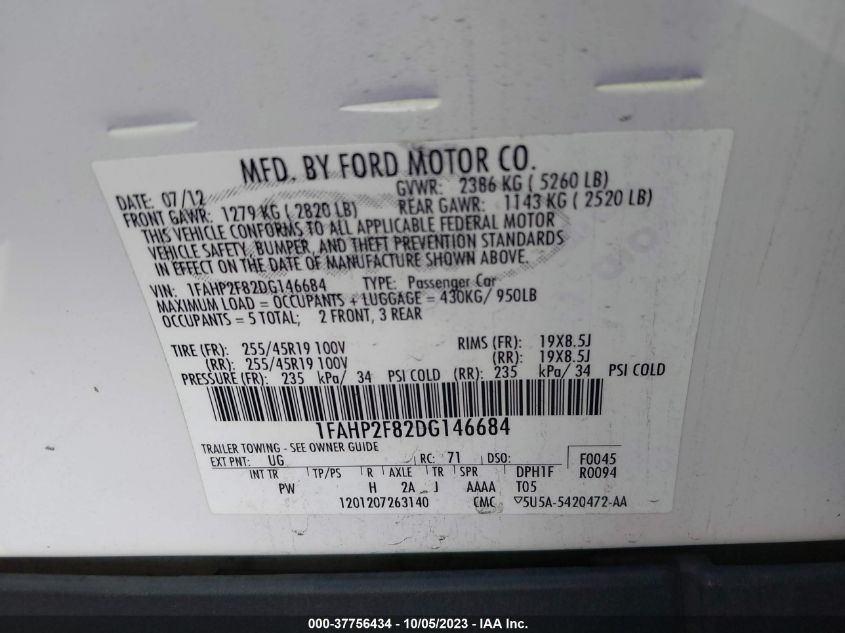 MFD. BY FORD MOTOR CO.
DATE: 07/12 GVWR: 2386 KG ( 5260 LB)
FRONT GAWR: 1279 KG ( 2820 LB) REAR GAWR: 1143 KG ( 2520 LB)
THIS VEHICLE CONFORMS TO ALL APPLICABLE FEDERAL MOTOR
VEHICLE SAFETY, BUMPER, AND THEFT PREVENTION STANDARDS
IN EFFECT ON THE DATE OF MANUFACTURE SHOWN ABOVE.
VIN: 1FAHP2F82DG146684 TYPE: Passenger Car
MAXIMUM LOAD = OCCUPANTS + LUGGAGE = 430KG/ 950LB
OCCUPANTS = 5 TOTAL; 2 FRONT, 3 REAR
TIRE (FR): 255/45R19 100V RIMS (FR): 19X8.5J
(RR): 255/45R19 100V (RR): 19X8.5J
PRESSURE (FR): 235 kPa/ 34 PSI COLD (RR): 235 kPa/ 34 PSI COLD
1FAHP2F82DG146684
TRAILER TOWING - SEE OWNER GUIDE
EXT PNT: UG RC: 71 DSO: F0045
INT TR TP/PS R AXLE TR SPR DPH1F R0094
PW H 2A J AAAA T05
1201207263140 CMC 5U5A-5420472-AA
000-37756434 - 10/05/2023 - IAA Inc.